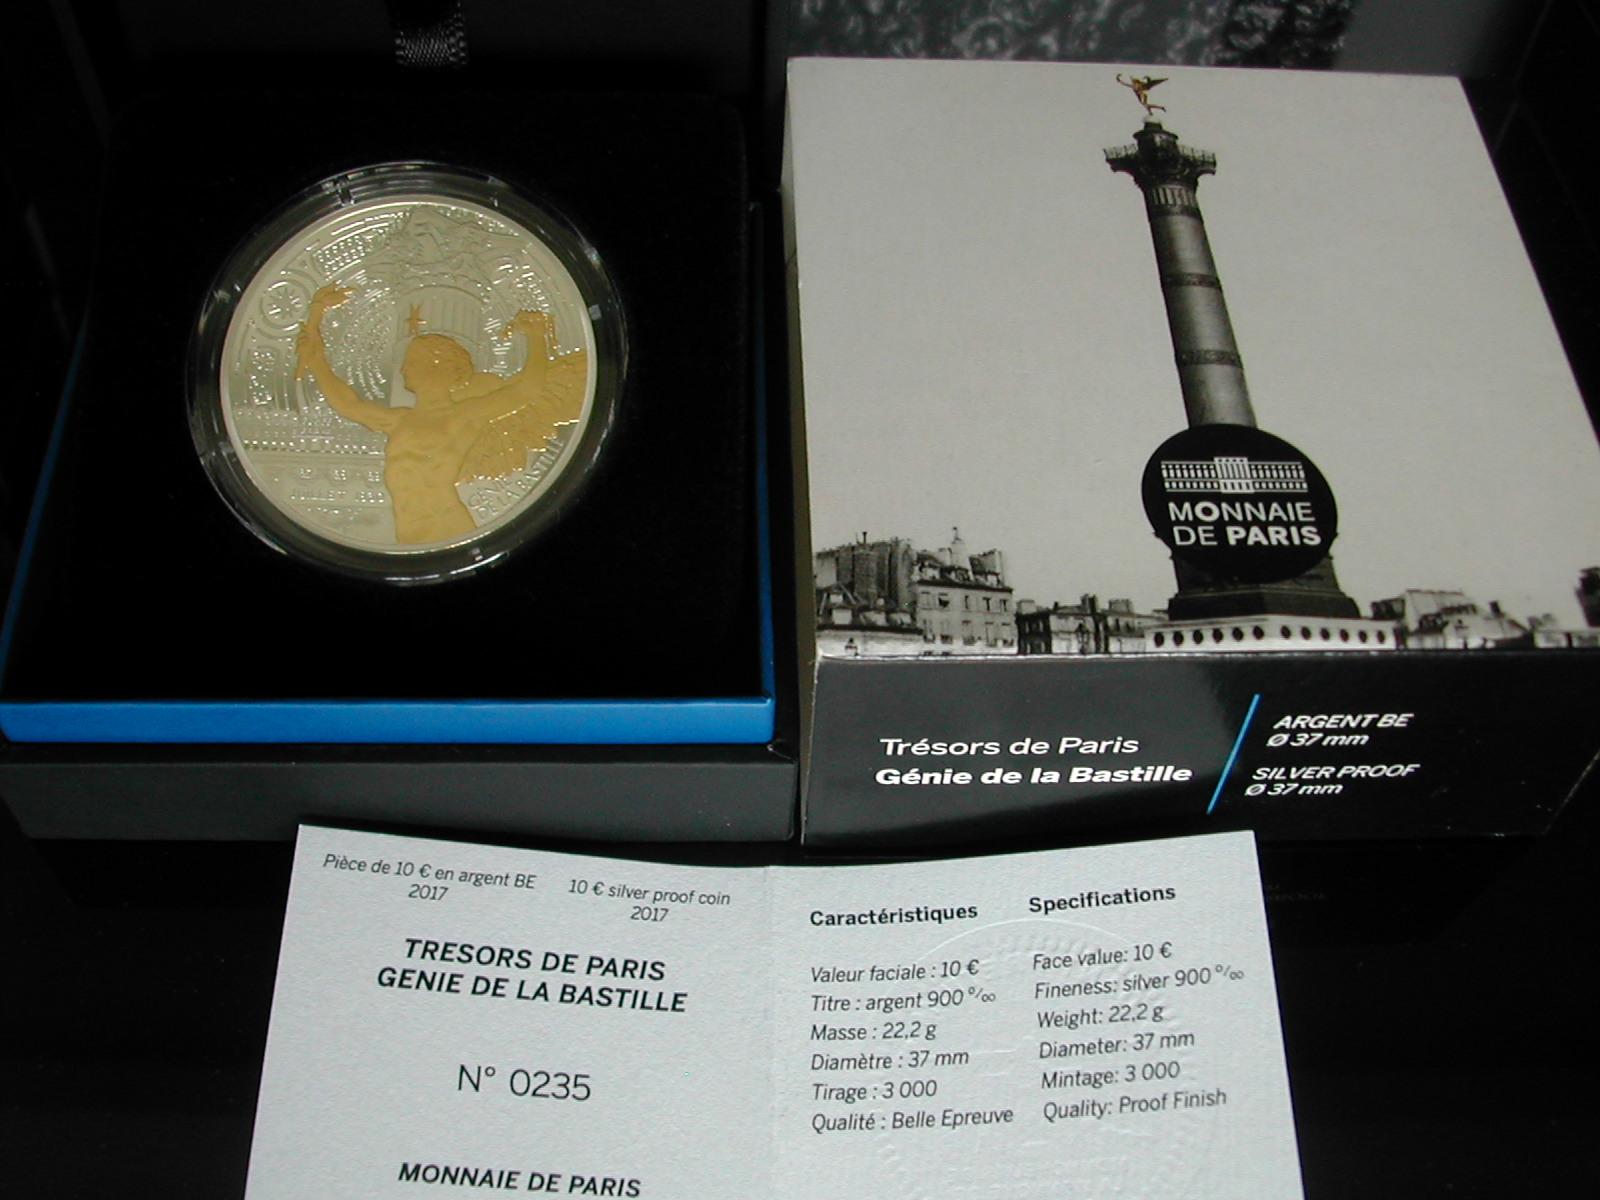 JUILLET 1830
GÉNIE
DE LA BASTILLE
MONNAIE
DE PARIS
Trésors de Paris
Génie de la Bastille
ARGENT BE
Ø 37 mm
SILVER PROOF
Ø 37 mm
Pièce de 10 € en argent BE
2017
10 € silver proof coin
2017
TRESORS DE PARIS
GENIE DE LA BASTILLE
N° 0235
MONNAIE DE PARIS
Caractéristiques
Valeur faciale : 10 €
Titre : argent 900 ‰
Masse : 22,2 g
Diamètre : 37 mm
Tirage : 3 000
Qualité : Belle Epreuve
Specifications
Face value: 10 €
Fineness: silver 900 ‰
Weight: 22,2 g
Diameter: 37 mm
Mintage: 3 000
Quality: Proof Finish